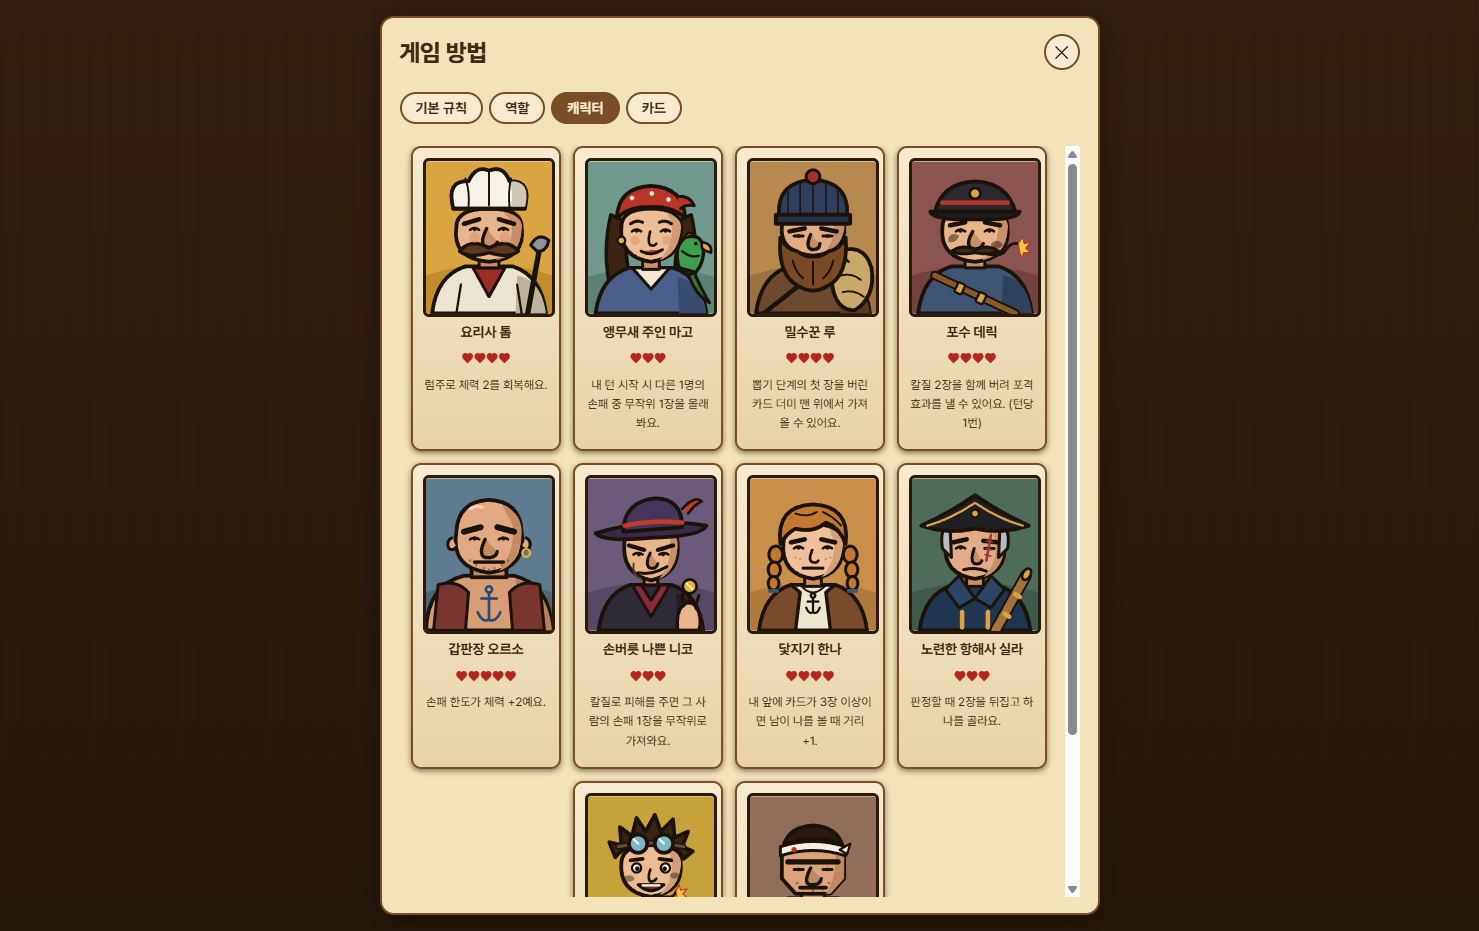 게임 방법
기본 규칙
역할
캐릭터
카드
요리사 톰
럼주로 체력 2를 회복해요.
앵무새 주인 마고
내 턴 시작 시 다른 1명의
손패 중 무작위 1장을 몰래
봐요.
밀수꾼 루
뽑기 단계의 첫 장을 버린
카드 더미 맨 위에서 가져
올 수 있어요.
포수 데릭
칼질 2장을 함께 버려 포격
효과를 낼 수 있어요. (턴당
1번)
갑판장 오르소
손패 한도가 체력 +2예요.
손버릇 나쁜 니코
칼질로 피해를 주면 그 사
람의 손패 1장을 무작위로
가져와요.
닻지기 한나
내 앞에 카드가 3장 이상이
면 남이 나를 볼 때 거리
+1.
노련한 항해사 실라
판정할 때 2장을 뒤집고 하
나를 골라요.